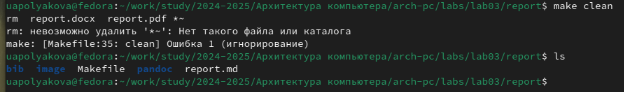 uapolyakova@fedora:~/work/study/2024-2025/Архитектура компьютера/arch-pc/labs/lab03/report$ make clean
rm  report.docx  report.pdf *~
rm: невозможно удалить '*~': Нет такого файла или каталога
make: [Makefile:35: clean] Ошибка 1 (игнорирование)
uapolyakova@fedora:~/work/study/2024-2025/Архитектура компьютера/arch-pc/labs/lab03/report$ ls
bib  image  Makefile  pandoc  report.md
uapolyakova@fedora:~/work/study/2024-2025/Архитектура компьютера/arch-pc/labs/lab03/report$